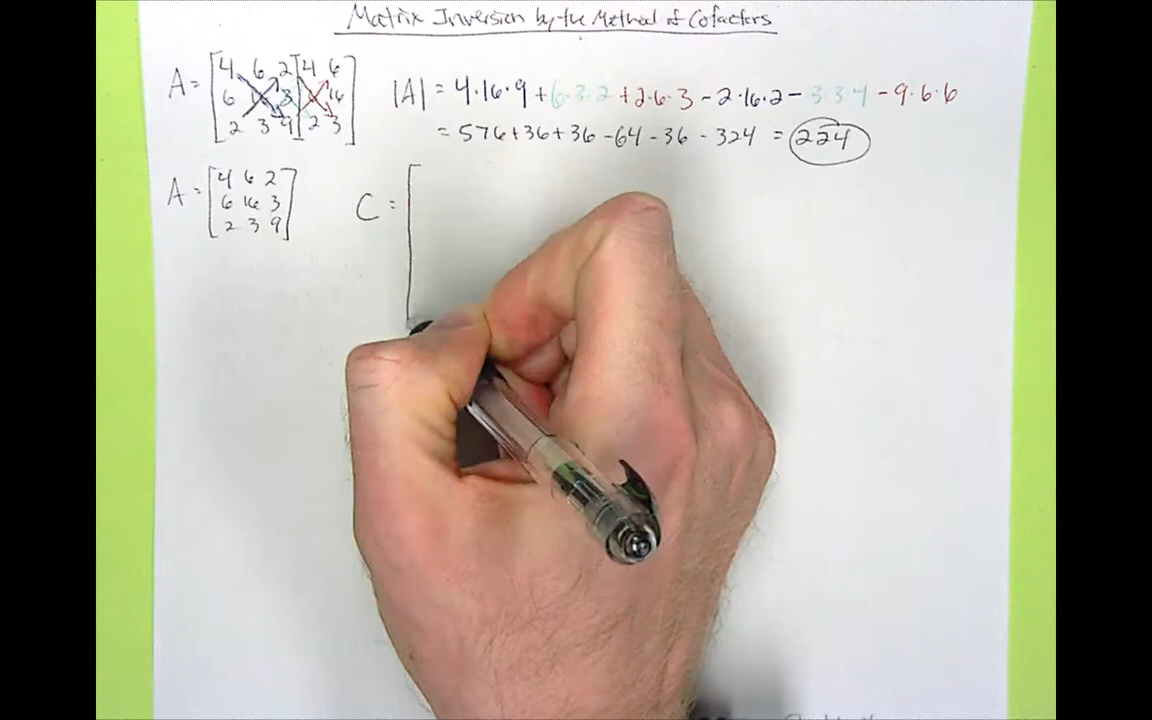 Matrix Inversion by the Method of Cofactors
A = [4 6 2 | 4 6
6 16 3 | 6 16
2 3 9 | 2 3]
|A| = 4·16·9 + 6·3·2 + 2·6·3 - 2·16·2 - 3·3·4 - 9·6·6
= 576 + 36 + 36 - 64 - 36 - 324 = 224
A = [4 6 2
6 16 3
2 3 9]
C = [